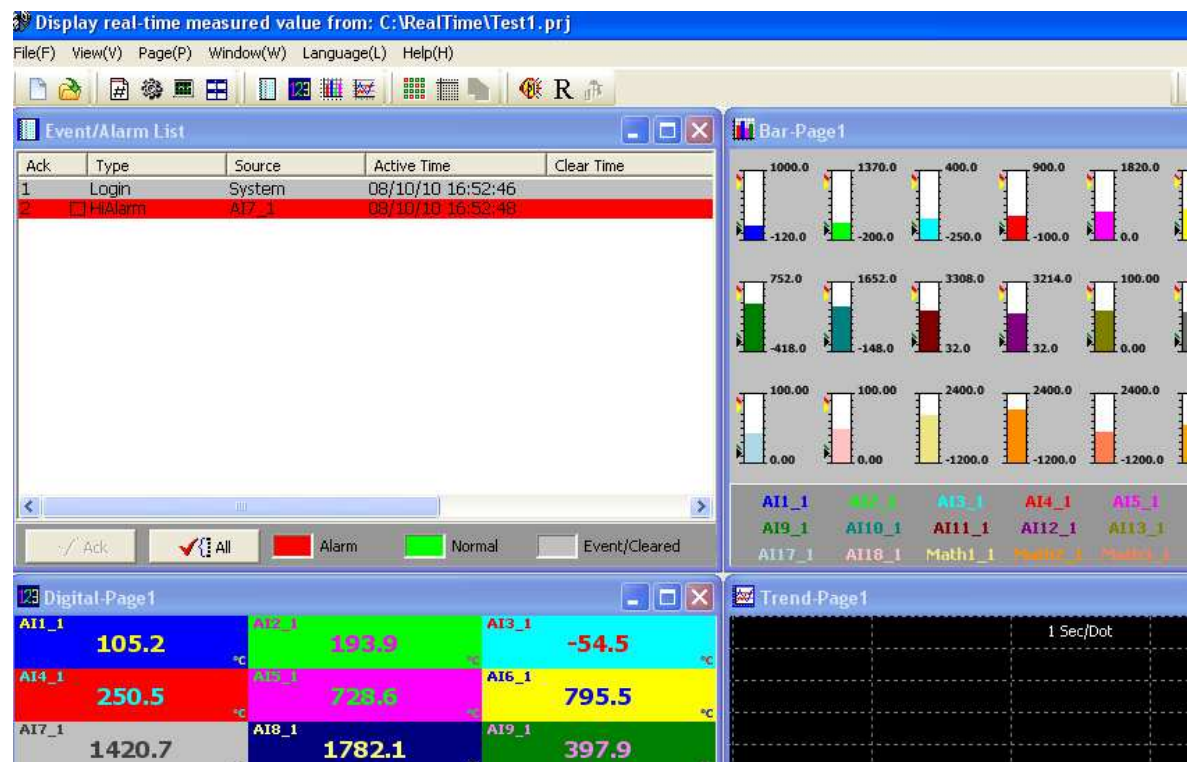 Display real-time measured value from: C:\RealTime\Test1.prj
File(F) View(V) Page(P) Window(W) Language(L) Help(H)
# 123 R
Event/Alarm List
Ack Type Source Active Time Clear Time
1 Login System 08/10/10 16:52:46
2 HiAlarm AI7_1 08/10/10 16:52:48
Ack All Alarm Normal Event/Cleared
Bar-Page1
1000.0 1370.0 400.0 900.0 1820.0
-120.0 -200.0 -250.0 -100.0 0.0
752.0 1652.0 3308.0 3214.0 100.00
-418.0 -148.0 32.0 32.0 0.00
100.00 100.00 2400.0 2400.0 2400.0
0.00 0.00 -1200.0 -1200.0 -1200.0
AI1_1 AI2_1 AI3_1 AI4_1 AI5_1
AI9_1 AI10_1 AI11_1 AI12_1 AI13_1
AI17_1 AI18_1 Math1_1 Math2_1 Math3_1
123 Digital-Page1
AI1_1 AI2_1 AI3_1
105.2 °C 193.9 °C -54.5 °C
AI4_1 AI5_1 AI6_1
250.5 °C 728.6 °C 795.5 °C
AI7_1 AI8_1 AI9_1
1420.7 1782.1 397.9
Trend-Page1
1 Sec/Dot